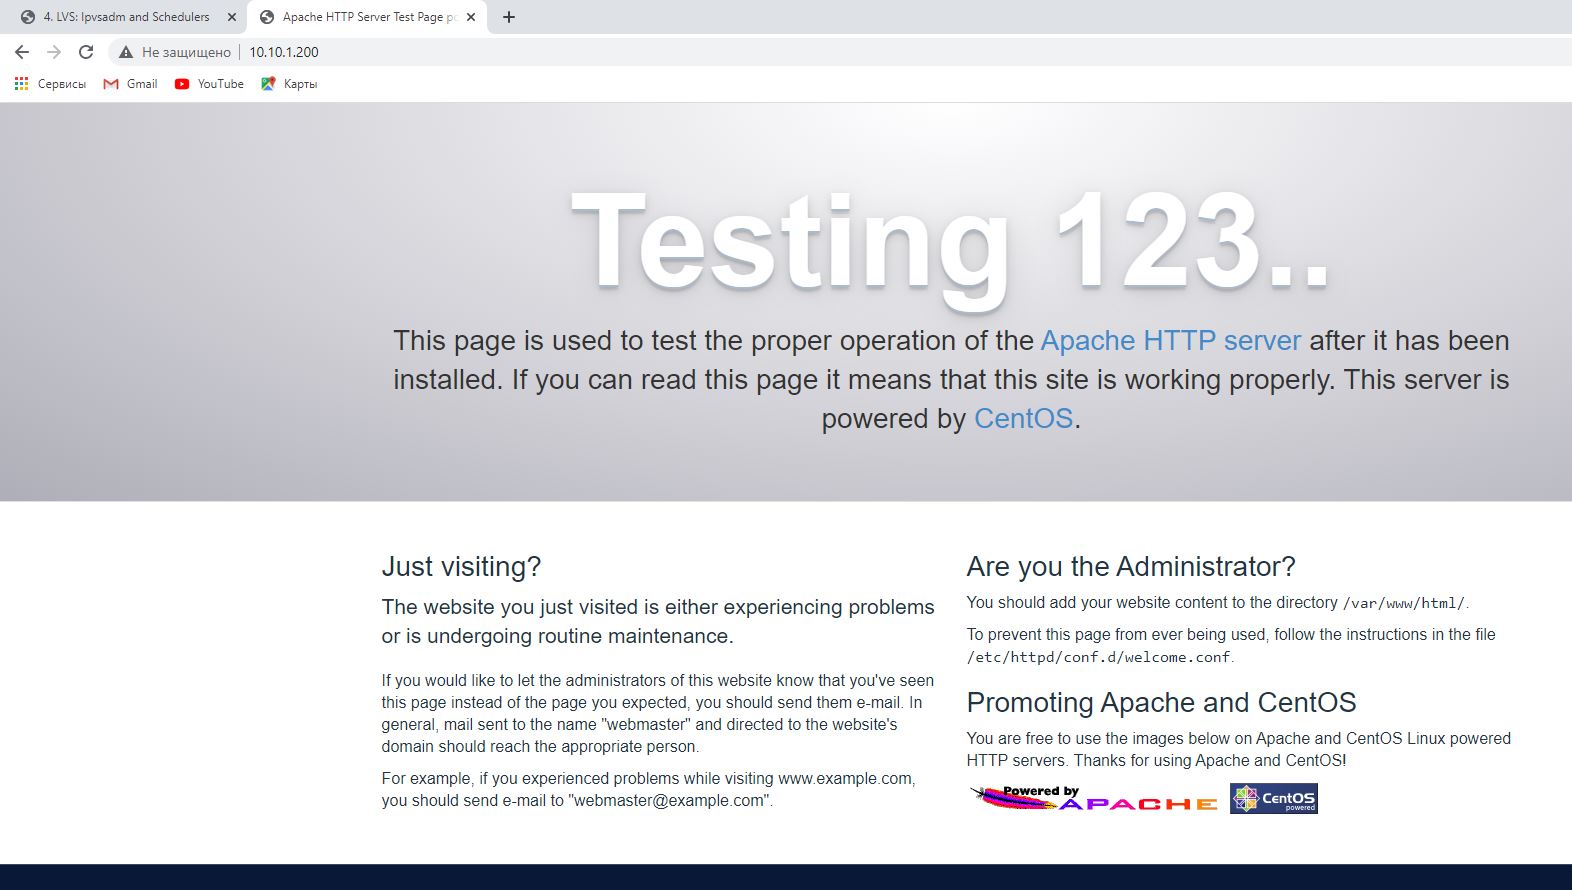 4. LVS: Ipvsadm and Schedulers
Apache HTTP Server Test Page po
Не защищено
10.10.1.200
Сервисы
Gmail
YouTube
Карты
Testing 123..
This page is used to test the proper operation of the Apache HTTP server after it has been
installed. If you can read this page it means that this site is working properly. This server is
powered by CentOS.
Just visiting?
The website you just visited is either experiencing problems
or is undergoing routine maintenance.
If you would like to let the administrators of this website know that you've seen
this page instead of the page you expected, you should send them e-mail. In
general, mail sent to the name "webmaster" and directed to the website's
domain should reach the appropriate person.
For example, if you experienced problems while visiting www.example.com,
you should send e-mail to "webmaster@example.com".
Are you the Administrator?
You should add your website content to the directory /var/www/html/.
To prevent this page from ever being used, follow the instructions in the file
/etc/httpd/conf.d/welcome.conf.
Promoting Apache and CentOS
You are free to use the images below on Apache and CentOS Linux powered
HTTP servers. Thanks for using Apache and CentOS!
Powered by
APACHE
CentOS
powered